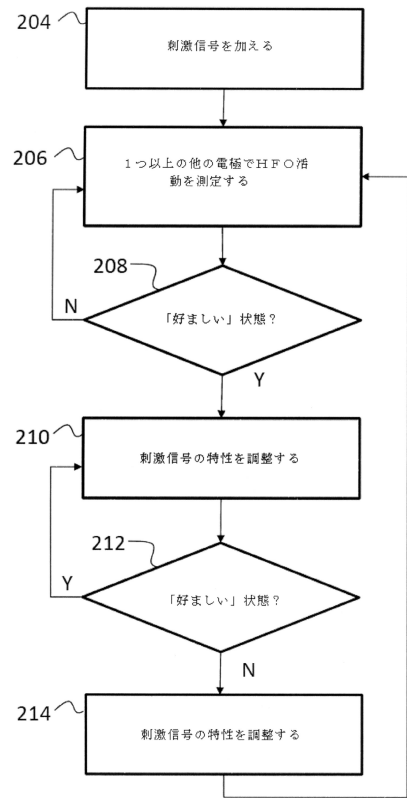 204
刺激信号を加える
206
1つ以上の他の電極でHFO活
動を測定する
208
N
「好ましい」状態?
Y
210
刺激信号の特性を調整する
212
Y
「好ましい」状態?
N
214
刺激信号の特性を調整する